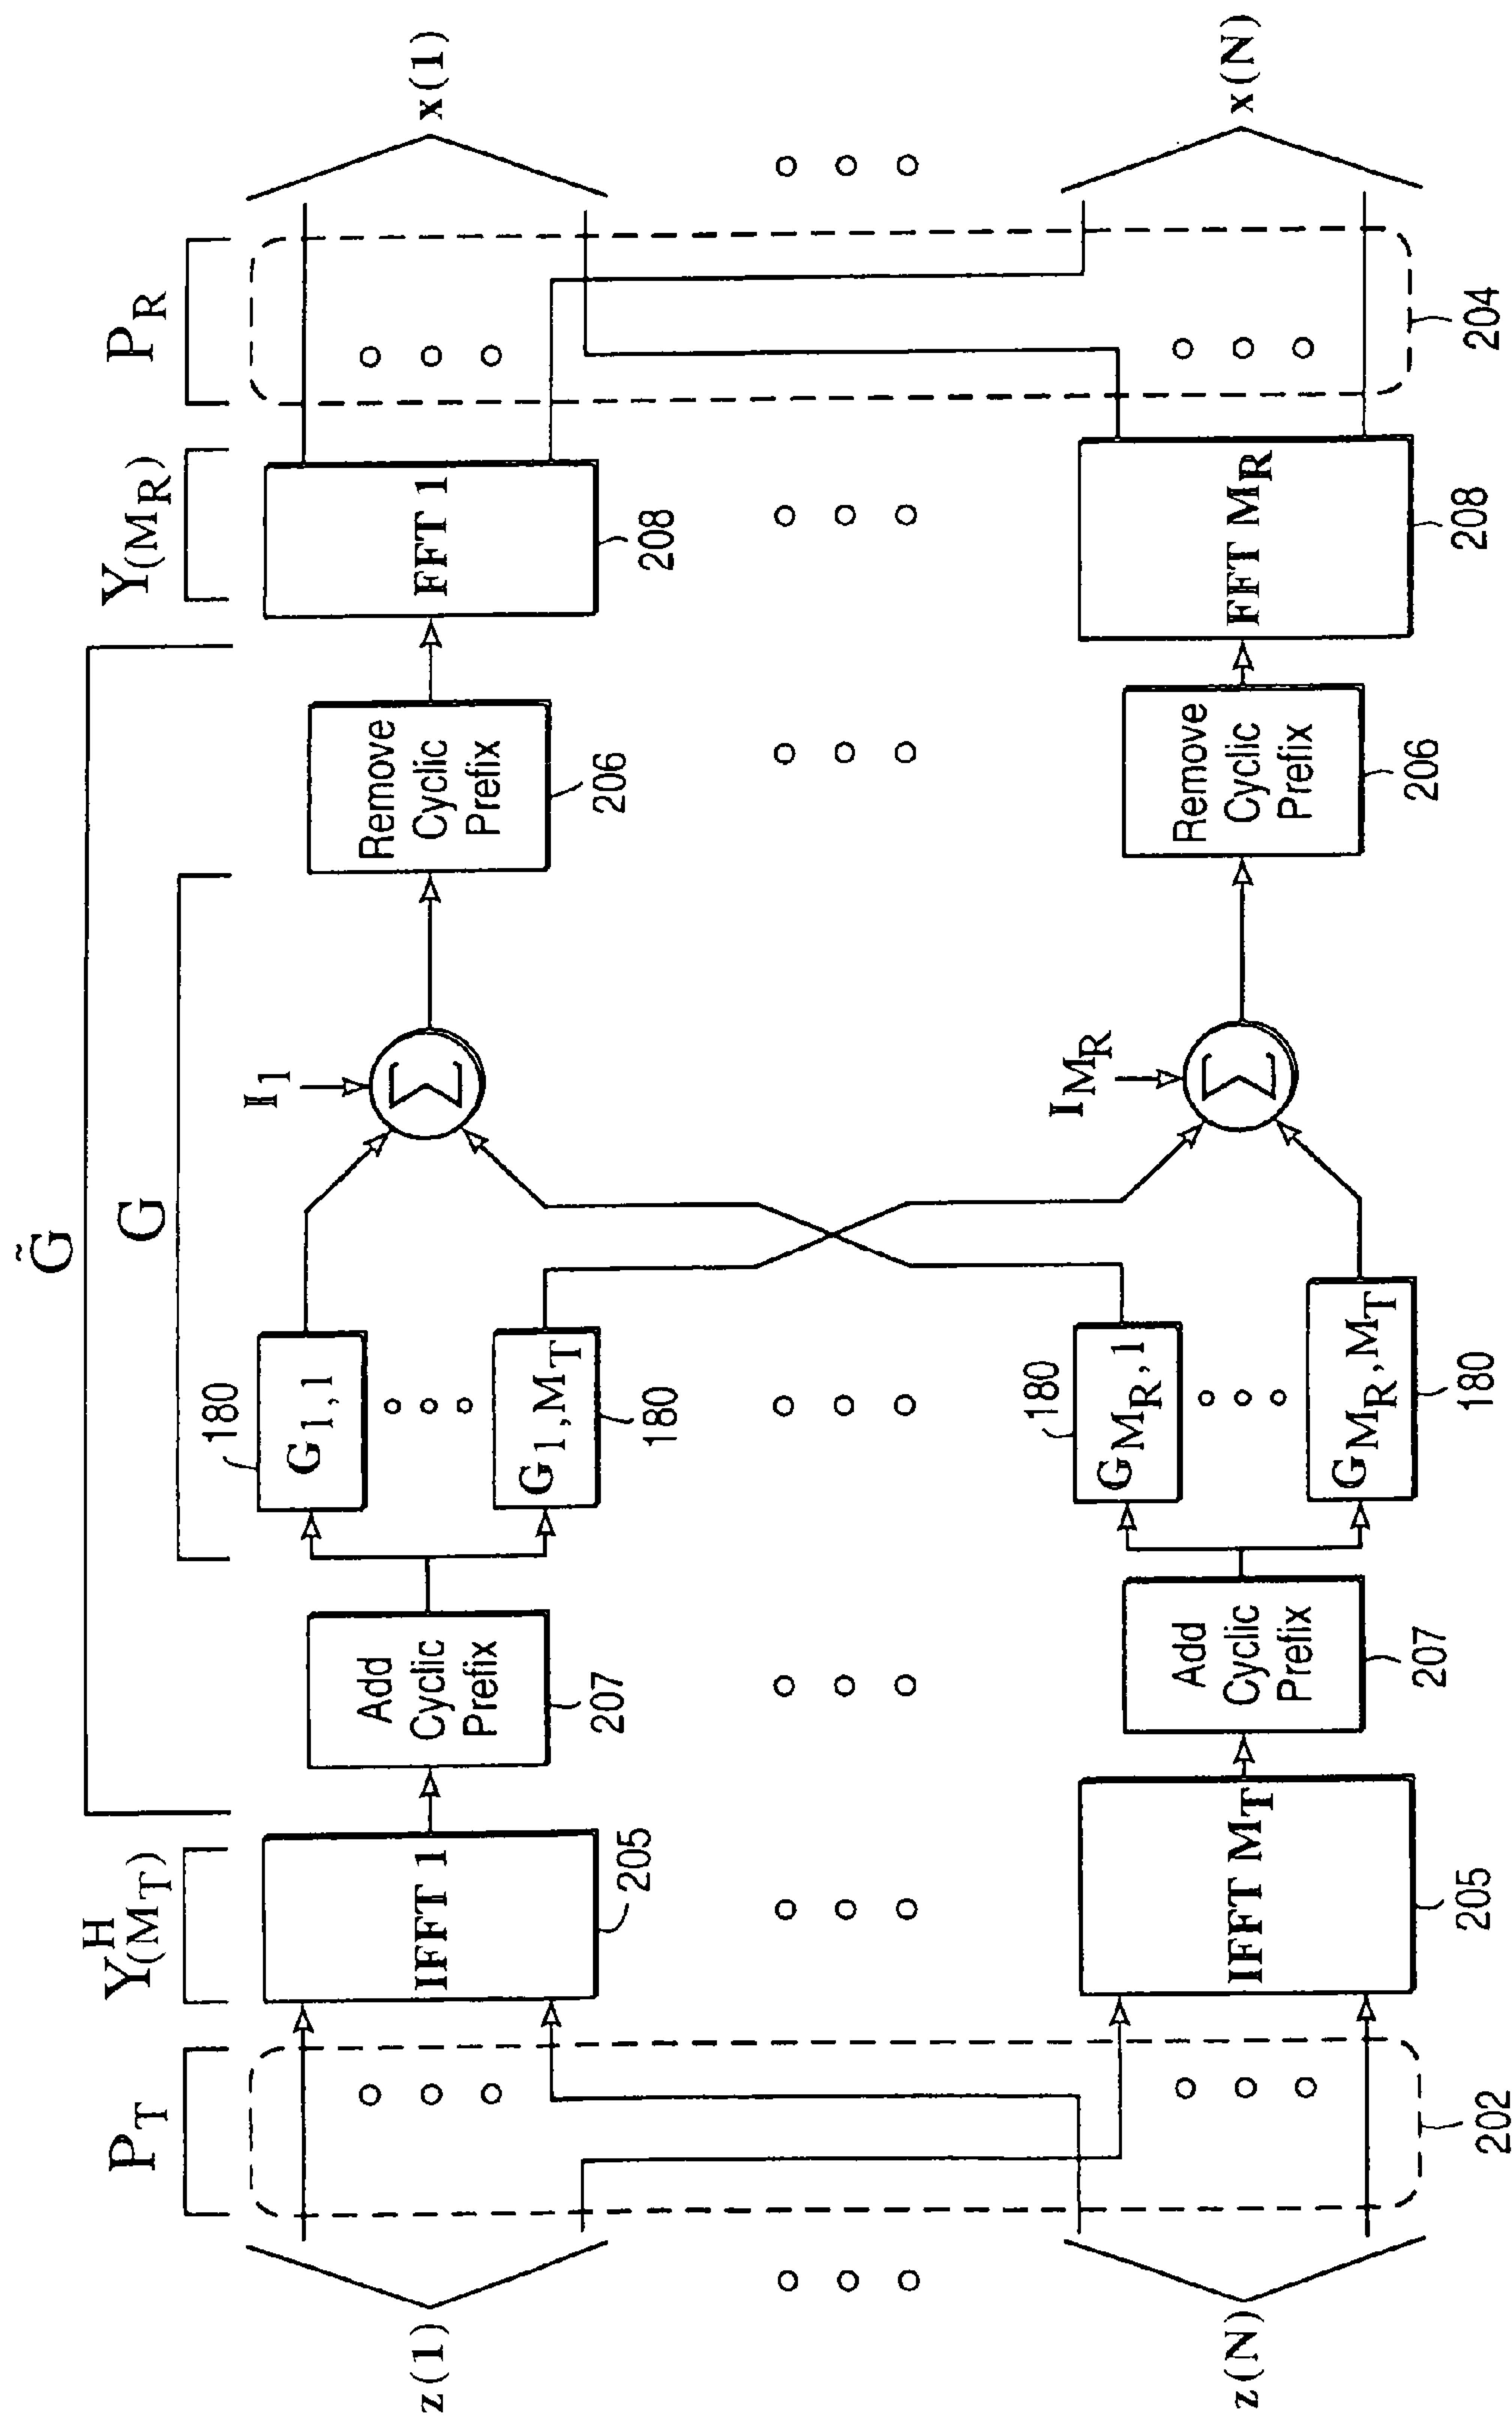 G̃
G
P_T
Y^H_(M_T)
Y_(M_R)
P_R
z(1)
IFFT 1
205
Add
Cyclic
Prefix
207
180
G_1,1
G_1,M_T
180
I_1
Σ
Remove
Cyclic
Prefix
206
FFT 1
208
x(1)
z(N)
202
IFFT M_T
205
Add
Cyclic
Prefix
207
180
G_M_R,1
G_M_R,M_T
180
I_M_R
Σ
Remove
Cyclic
Prefix
206
FFT M_R
208
204
x(N)